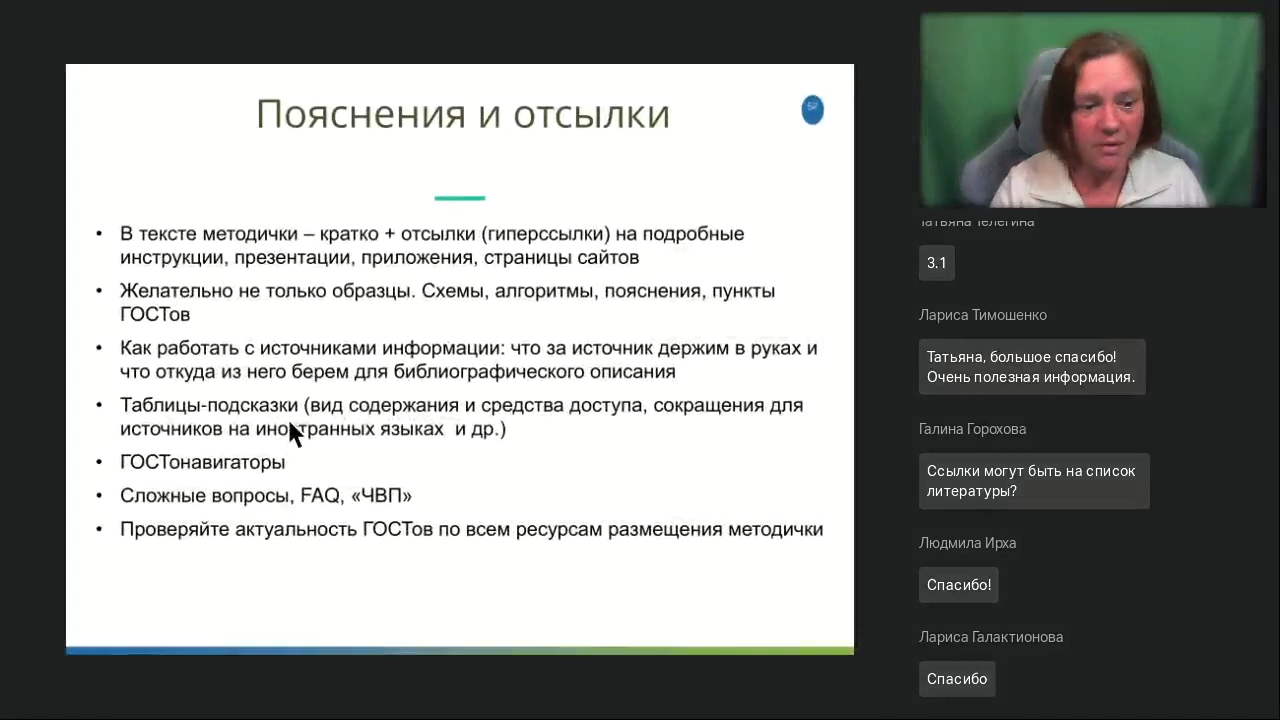 Пояснения и отсылки
52
• В тексте методички – кратко + отсылки (гиперссылки) на подробные
инструкции, презентации, приложения, страницы сайтов
• Желательно не только образцы. Схемы, алгоритмы, пояснения, пункты
ГОСТов
• Как работать с источниками информации: что за источник держим в руках и
что откуда из него берем для библиографического описания
• Таблицы-подсказки (вид содержания и средства доступа, сокращения для
источников на иностранных языках и др.)
• ГОСТонавигаторы
• Сложные вопросы, FAQ, «ЧВП»
• Проверяйте актуальность ГОСТов по всем ресурсам размещения методички
Татьяна Телегина
3.1
Лариса Тимошенко
Татьяна, большое спасибо!
Очень полезная информация.
Галина Горохова
Ссылки могут быть на список
литературы?
Людмила Ирха
Спасибо!
Лариса Галактионова
Спасибо